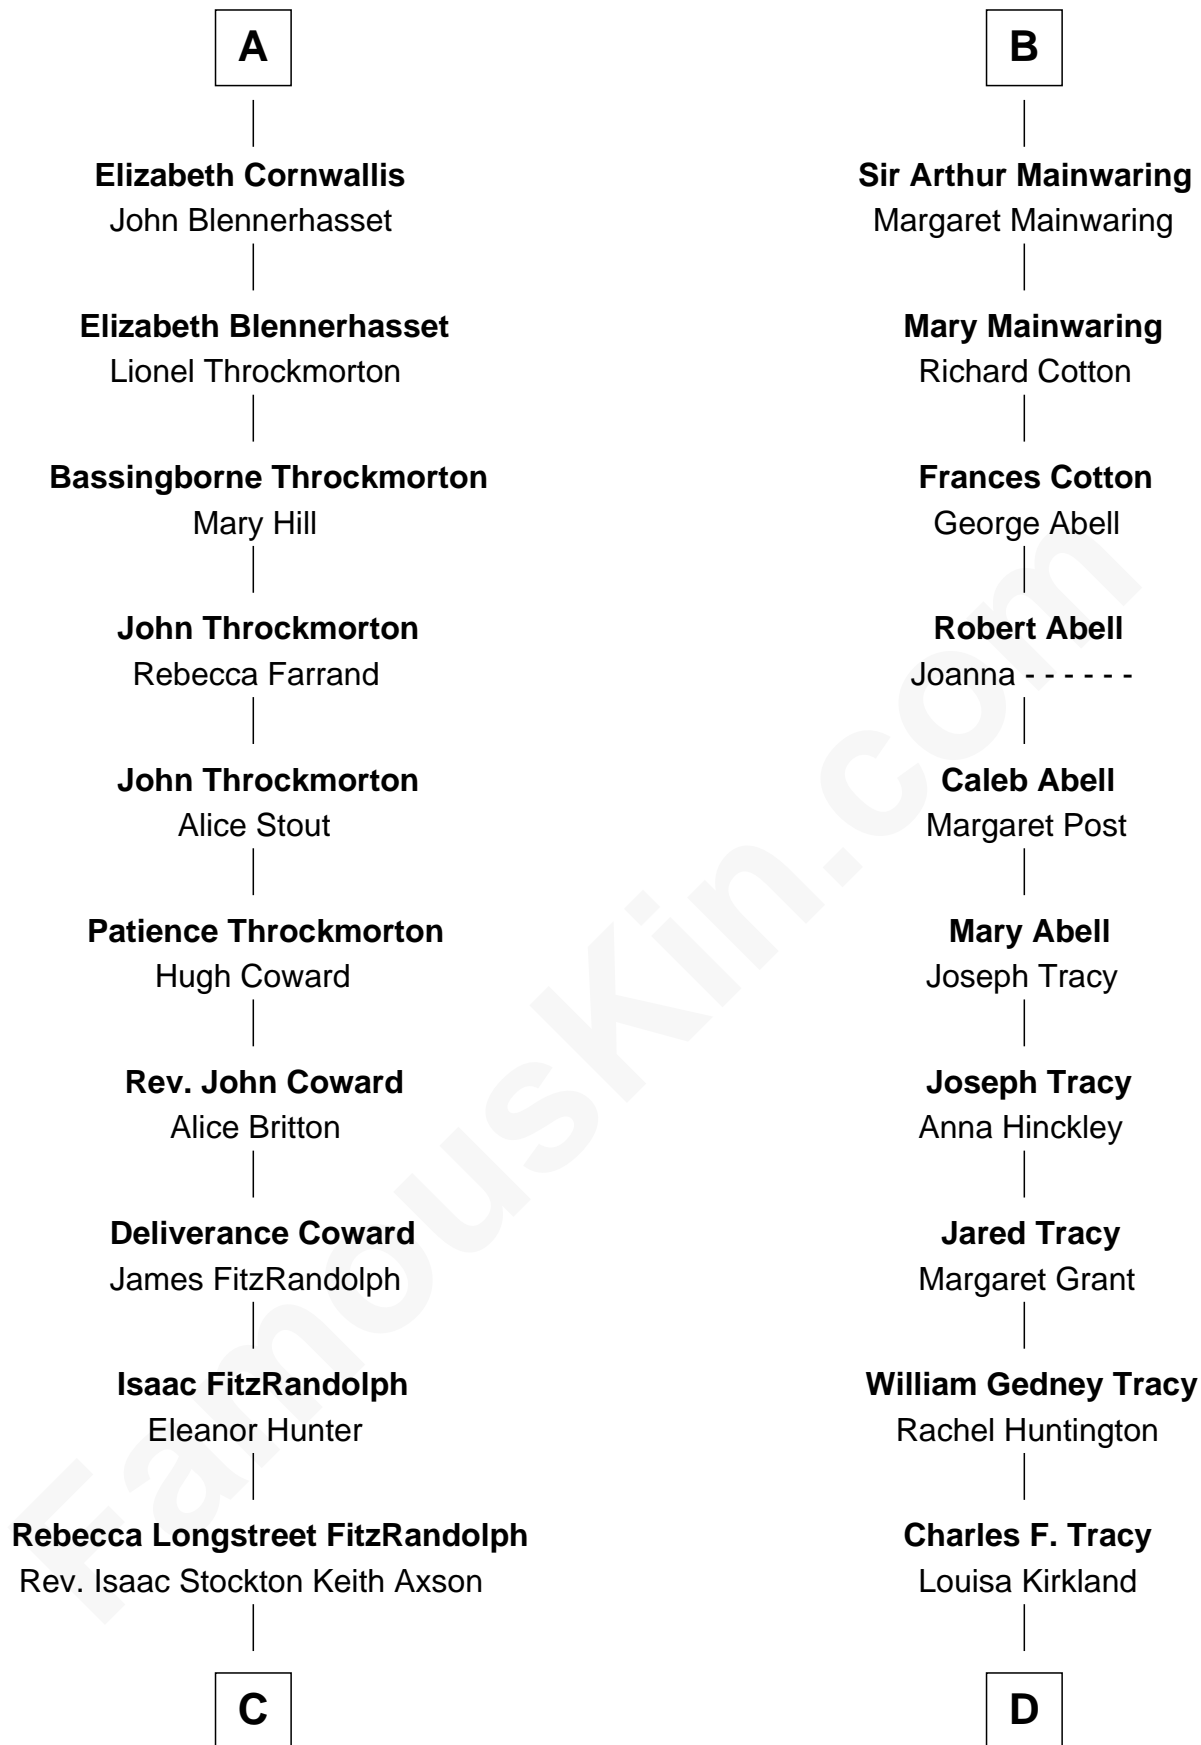 A
Elizabeth Cornwallis
John Blennerhasset
Elizabeth Blennerhasset
Lionel Throckmorton
Bassingborne Throckmorton
Mary Hill
John Throckmorton
Rebecca Farrand
John Throckmorton
Alice Stout
Patience Throckmorton
Hugh Coward
Rev. John Coward
Alice Britton
Deliverance Coward
James FitzRandolph
Isaac FitzRandolph
Eleanor Hunter
Rebecca Longstreet FitzRandolph
Rev. Isaac Stockton Keith Axson
C
B
Sir Arthur Mainwaring
Margaret Mainwaring
Mary Mainwaring
Richard Cotton
Frances Cotton
George Abell
Robert Abell
Joanna - - - - - -
Caleb Abell
Margaret Post
Mary Abell
Joseph Tracy
Joseph Tracy
Anna Hinckley
Jared Tracy
Margaret Grant
William Gedney Tracy
Rachel Huntington
Charles F. Tracy
Louisa Kirkland
D
FamousKin.com